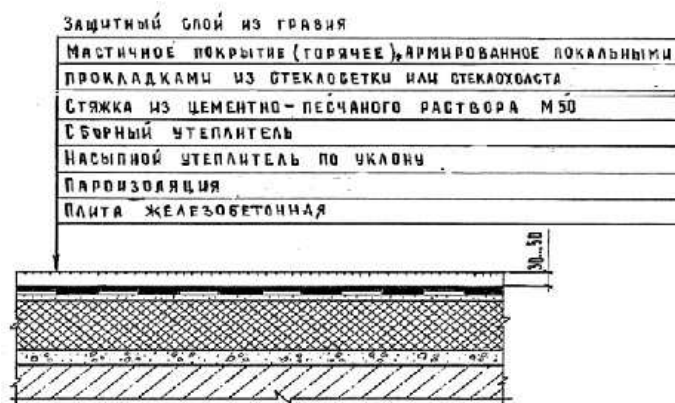 Защитный слой из гравия
Мастичное покрытие (горячее), армированное локальными
прокладками из стеклосетки или стеклохолста
Стяжка из цементно-песчаного раствора М50
Сборный утеплитель
Насыпной утеплитель по уклону
Пароизоляция
Плита железобетонная
30...50